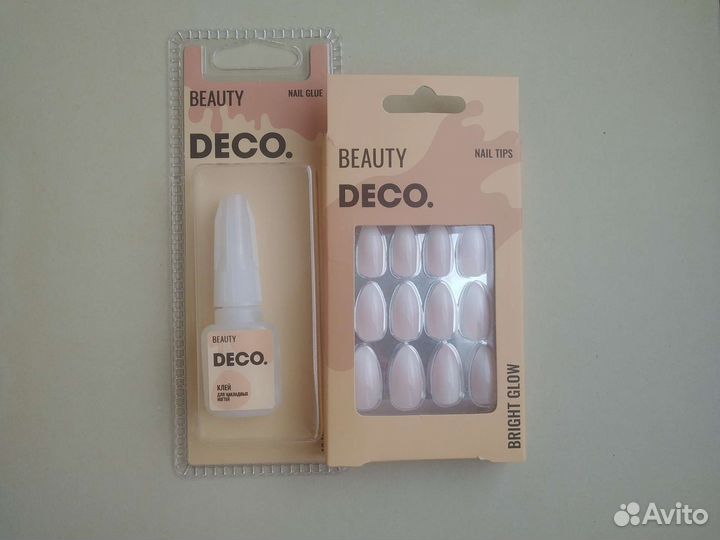 BEAUTY
NAIL GLUE
DECO.
BEAUTY
DECO.
КЛЕЙ
ДЛЯ НАКЛАДНЫХ
НОГТЕЙ
BEAUTY
NAIL TIPS
DECO.
BRIGHT GLOW
Avito